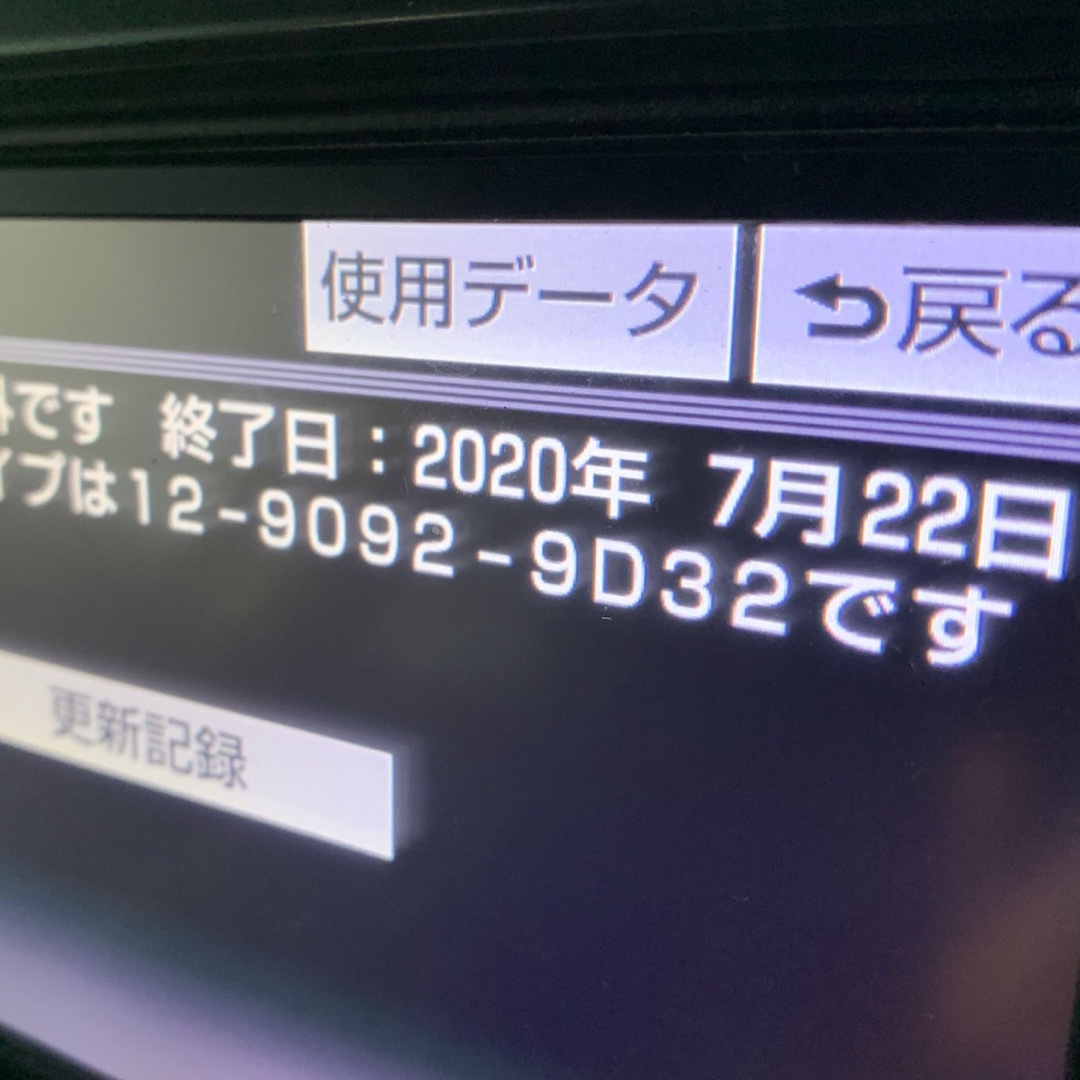 使用データ
戻る
です 終了日：2020年 7月22日
イプは12-9092-9D32です
更新記録